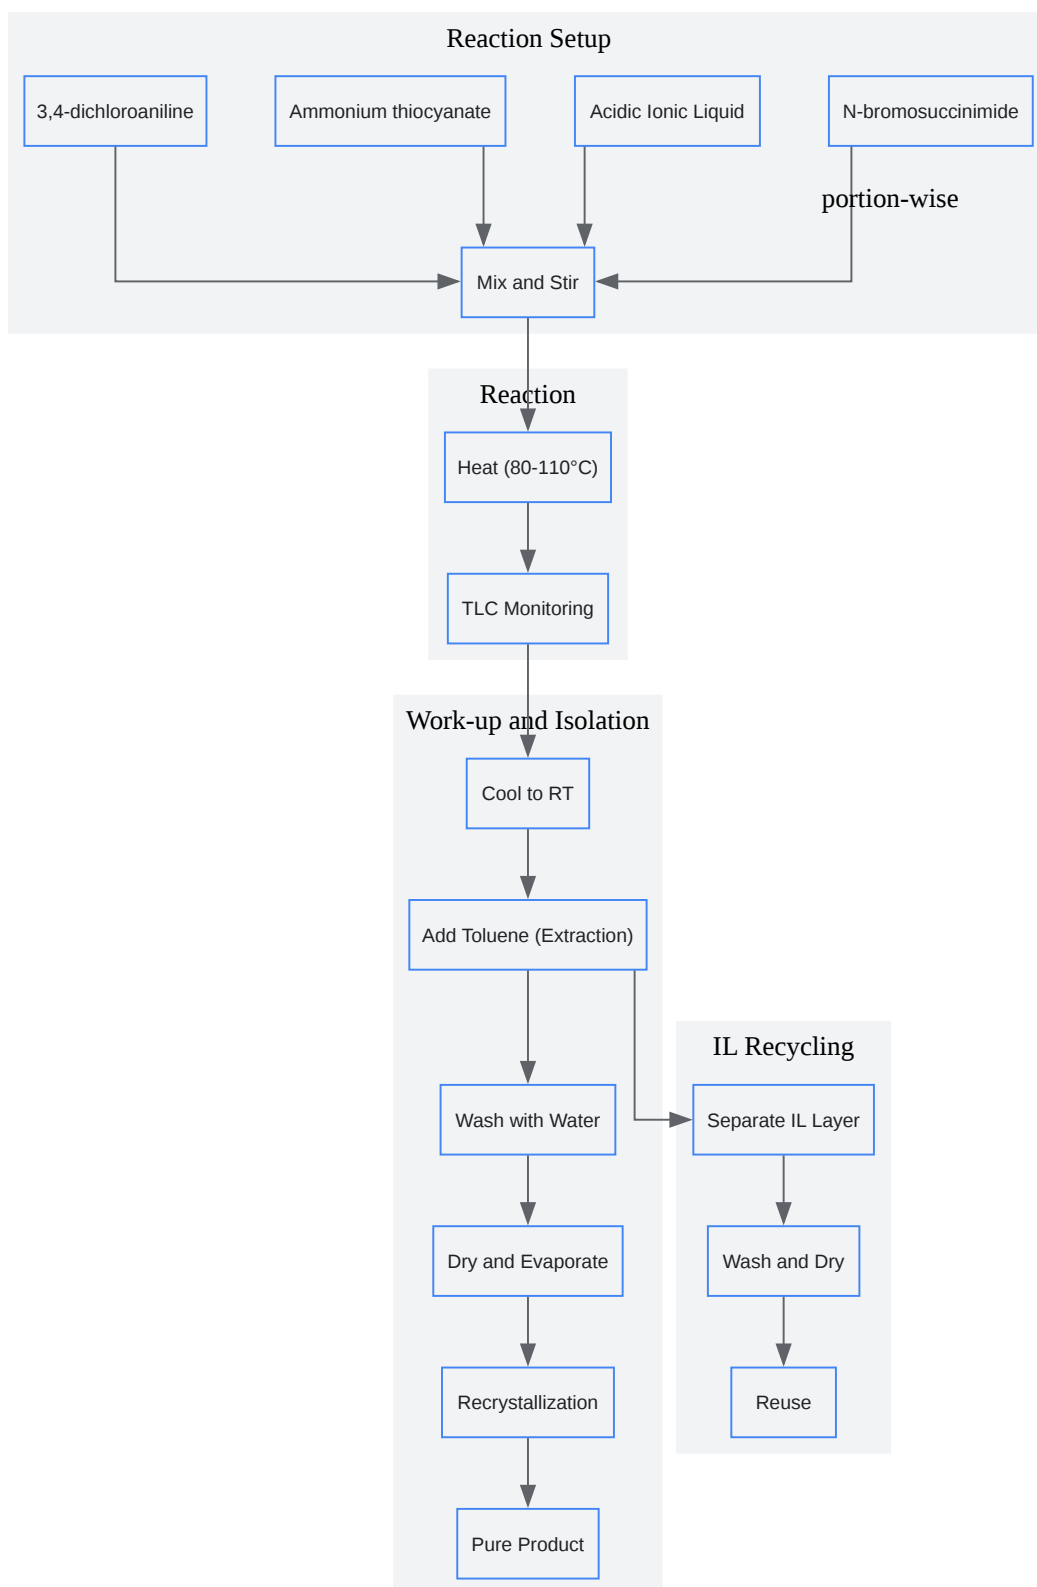 Reaction Setup
3,4-dichloroaniline
Ammonium thiocyanate
Acidic Ionic Liquid
N-bromosuccinimide
portion-wise
Mix and Stir
Reaction
Heat (80-110°C)
TLC Monitoring
Work-up and Isolation
Cool to RT
Add Toluene (Extraction)
IL Recycling
Wash with Water
Separate IL Layer
Dry and Evaporate
Wash and Dry
Recrystallization
Reuse
Pure Product